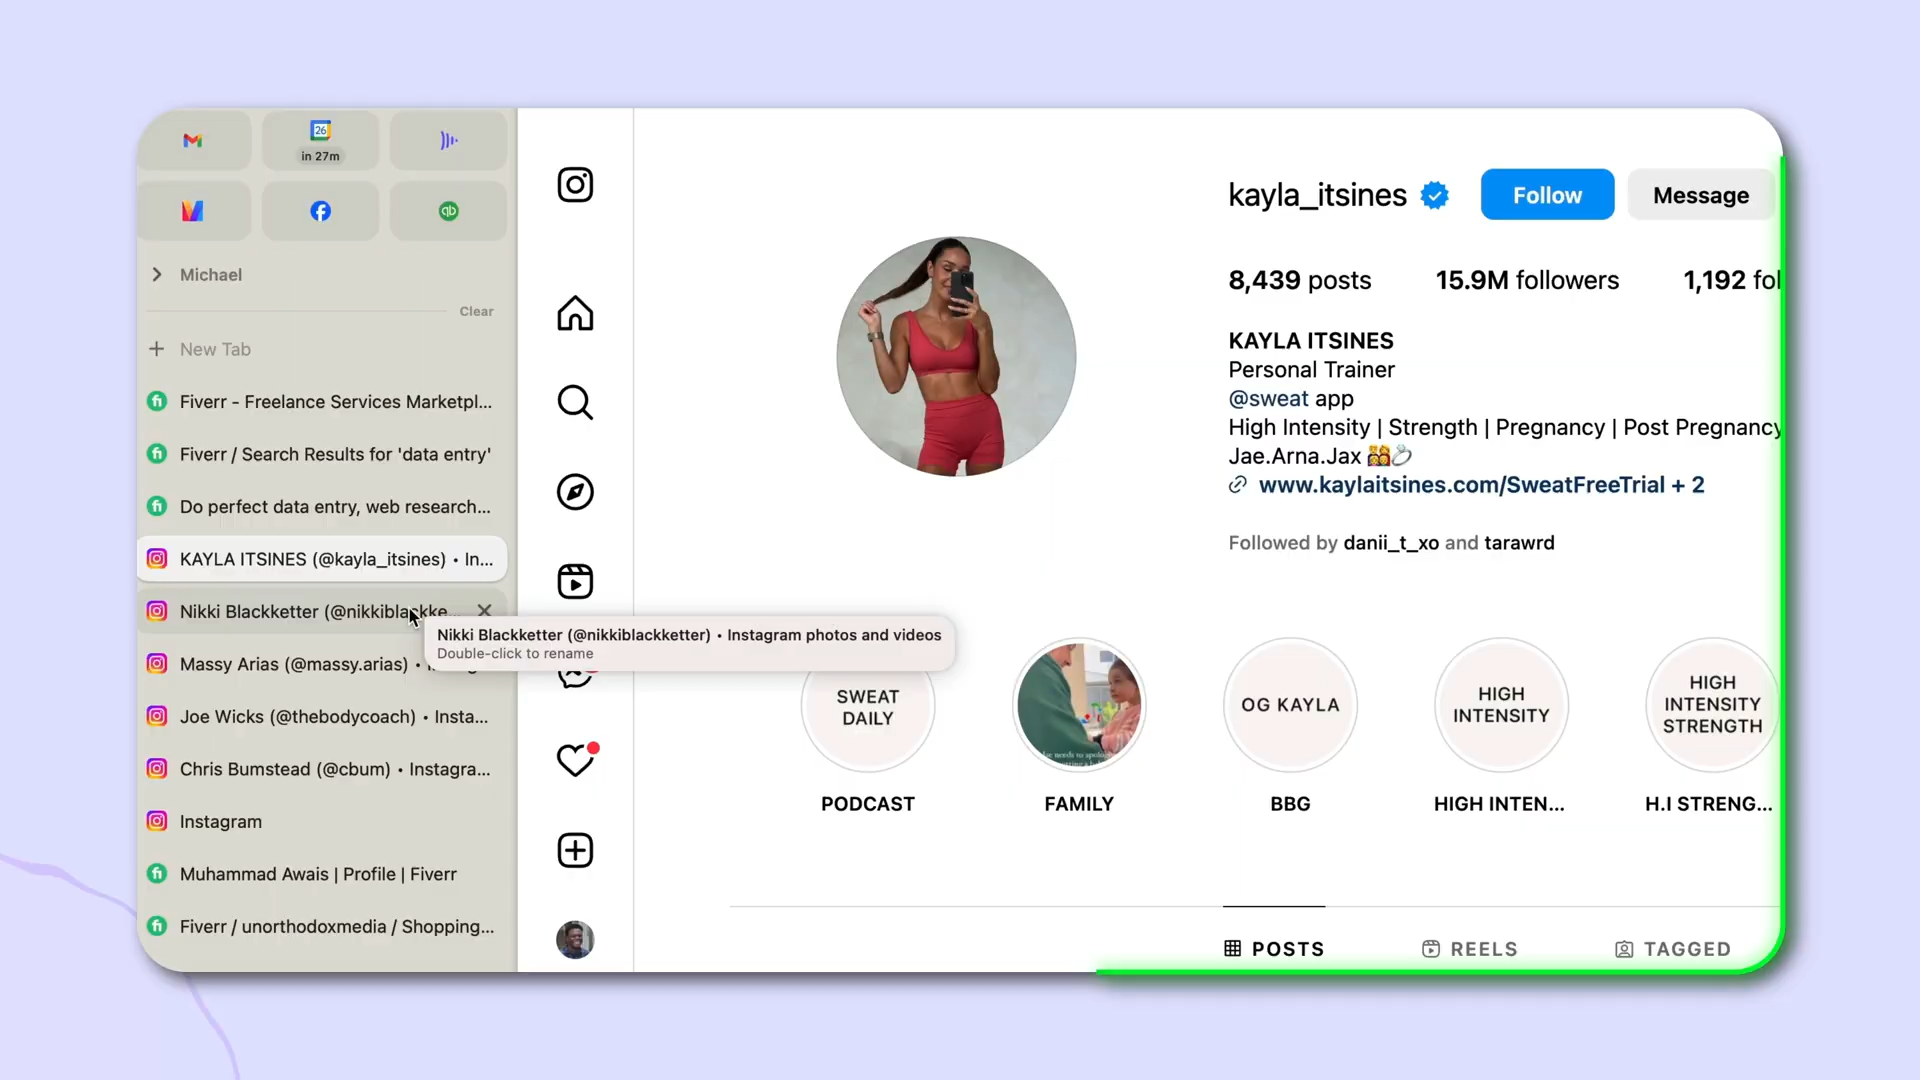 26
in 27m
Michael
Clear
New Tab
Fiverr - Freelance Services Marketpl...
Fiverr / Search Results for 'data entry'
Do perfect data entry, web research...
KAYLA ITSINES (@kayla_itsines) • In...
Nikki Blackketter (@nikkiblackke...
Nikki Blackketter (@nikkiblackketter) • Instagram photos and videos
Double-click to rename
Massy Arias (@massy.arias) •
Joe Wicks (@thebodycoach) • Insta...
Chris Bumstead (@cbum) • Instagra...
Instagram
Muhammad Awais | Profile | Fiverr
Fiverr / unorthodoxmedia / Shopping...
kayla_itsines
Follow
Message
8,439 posts 15.9M followers 1,192 fol
KAYLA ITSINES
Personal Trainer
@sweat app
High Intensity | Strength | Pregnancy | Post Pregnancy
Jae.Arna.Jax
www.kaylaitsines.com/SweatFreeTrial + 2
Followed by danii_t_xo and tarawrd
SWEAT
DAILY
PODCAST
FAMILY
OG KAYLA
BBG
HIGH
INTENSITY
HIGH INTEN...
HIGH
INTENSITY
STRENGTH
H.I STRENG...
POSTS
REELS
TAGGED